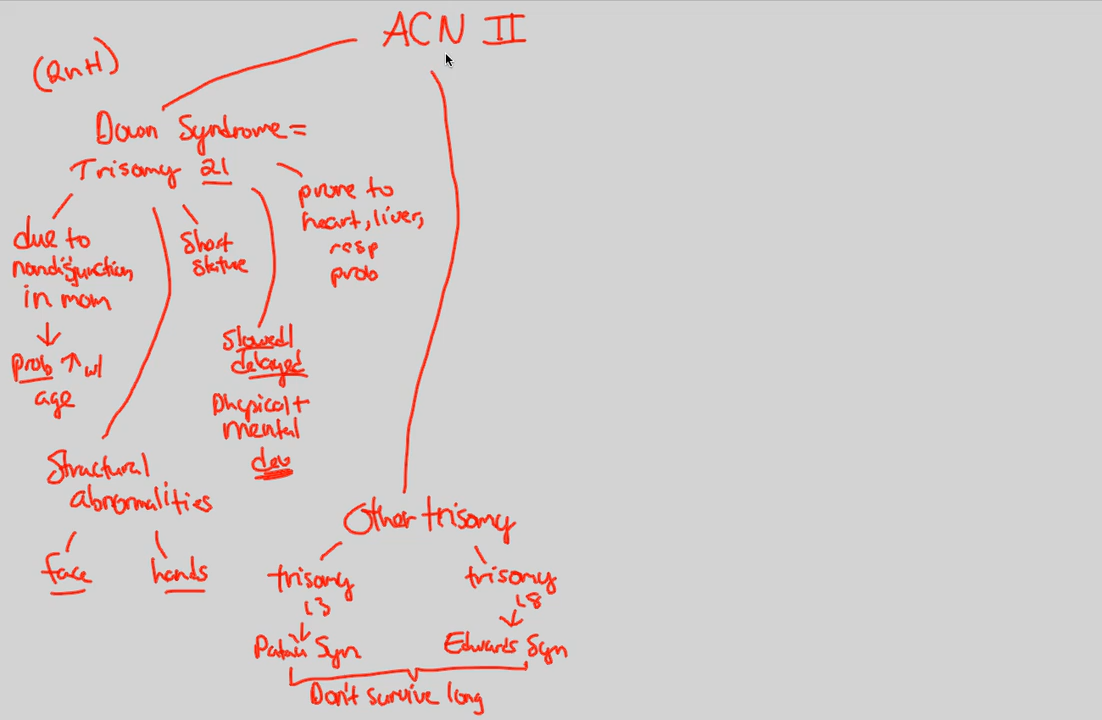 ACN II
(2n+1)
Down Syndrome =
Trisomy 21
due to
nondisjunction
in mom
↓
prob ↑ w/
age
short
stature
prone to
heart, liver,
resp
prob
slowed/
delayed
physical +
mental
dev
Structural
abnormalities
face
hands
Other trisomy
trisomy
13
↓
Patau Syn
trisomy
18
↓
Edwards Syn
Don't survive long